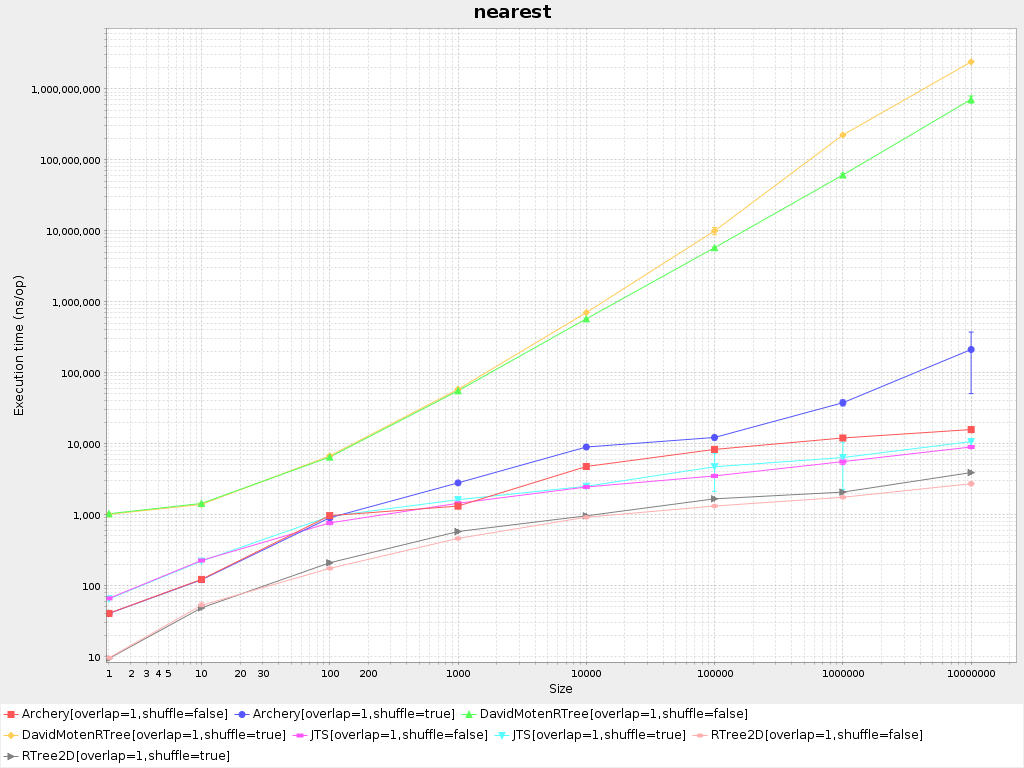 nearest
Execution time (ns/op)
1,000,000,000
100,000,000
10,000,000
1,000,000
100,000
10,000
1,000
100
10
1 2 3 4 5 10 20 30 100 200 1000 10000 100000 1000000 10000000
Size
Archery[overlap=1,shuffle=false] Archery[overlap=1,shuffle=true] DavidMotenRTree[overlap=1,shuffle=false]
DavidMotenRTree[overlap=1,shuffle=true] JTS[overlap=1,shuffle=false] JTS[overlap=1,shuffle=true] RTree2D[overlap=1,shuffle=false]
RTree2D[overlap=1,shuffle=true]